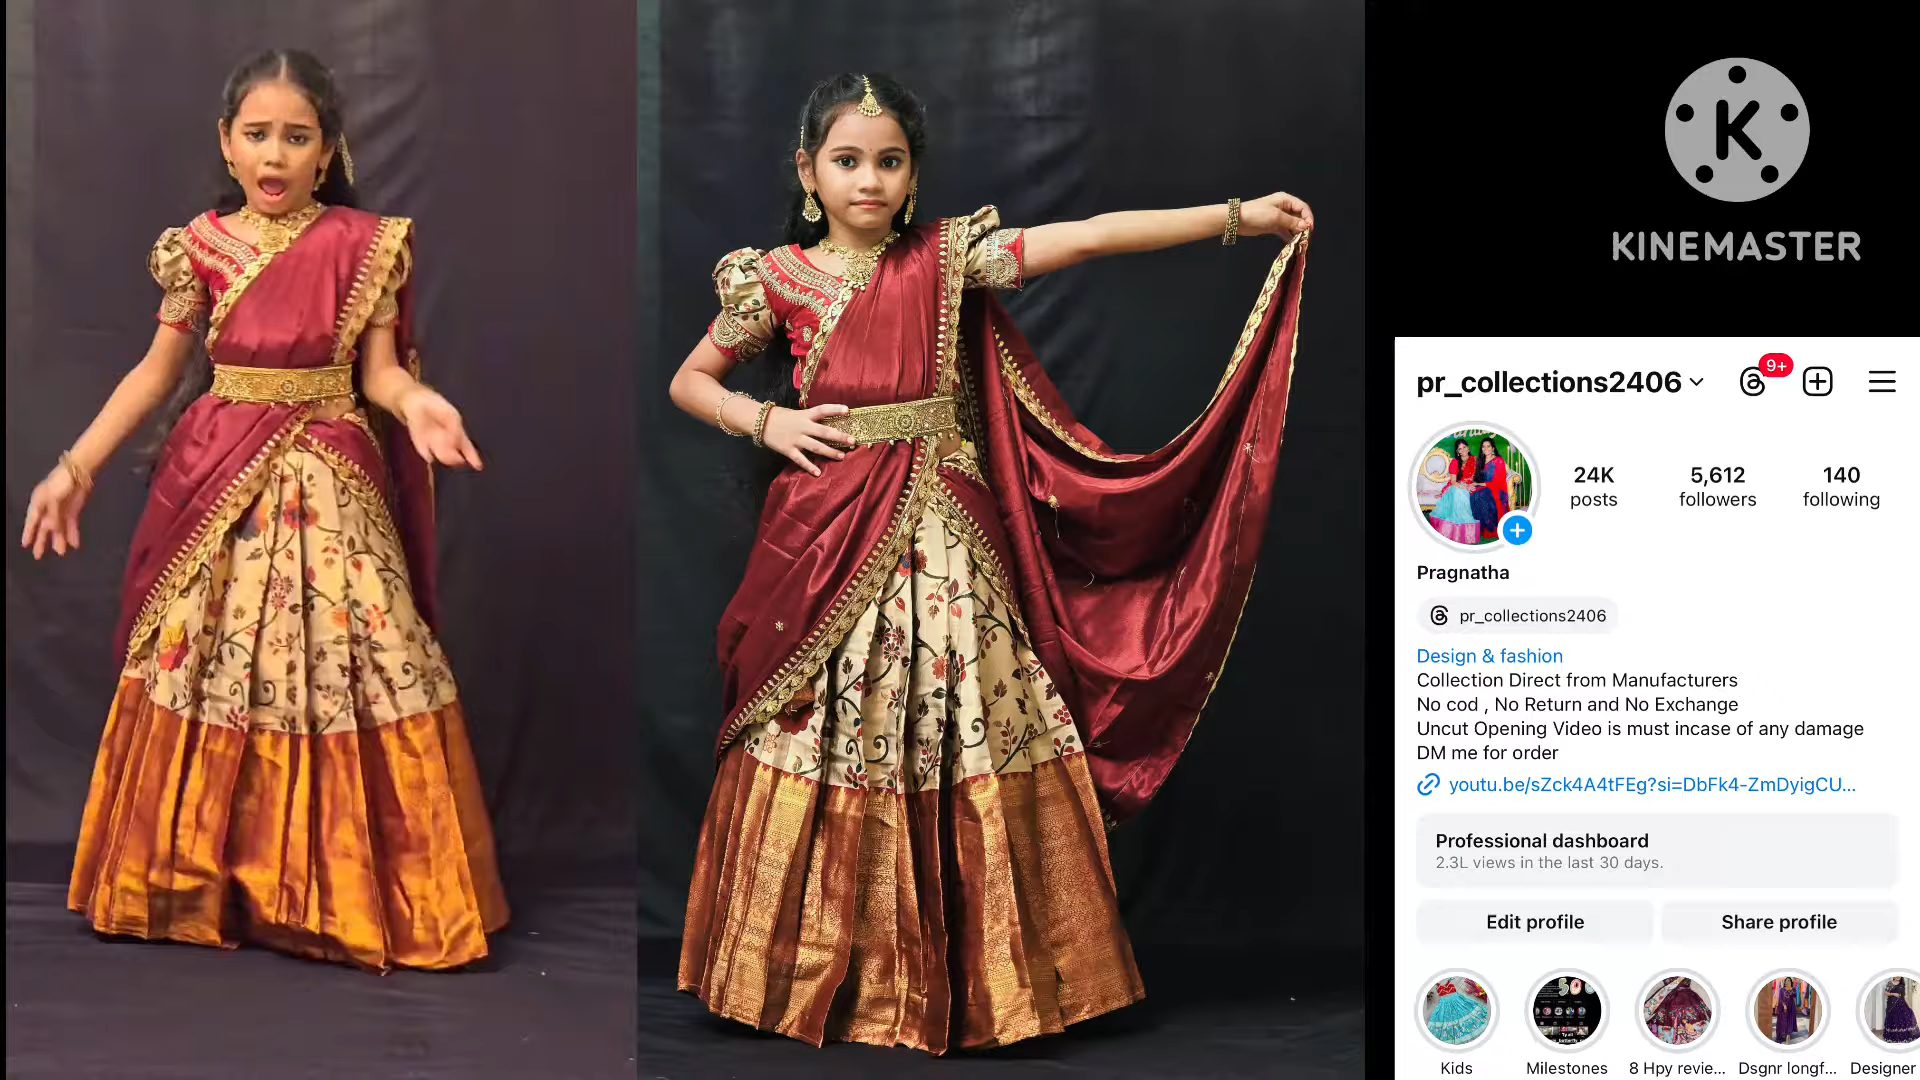 KINEMASTER
pr_collections2406
9+
24K
posts
5,612
followers
140
following
Pragnatha
pr_collections2406
Design & fashion
Collection Direct from Manufacturers
No cod , No Return and No Exchange
Uncut Opening Video is must incase of any damage
DM me for order
youtu.be/sZck4A4tFEg?si=DbFk4-ZmDyigCU...
Professional dashboard
2.3L views in the last 30 days.
Edit profile
Share profile
Kids
Milestones
8 Hpy revie...
Dsgnr longf...
Designer